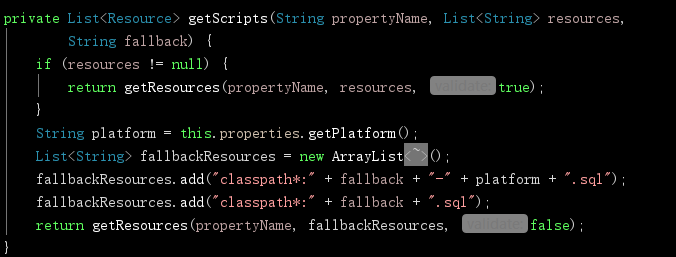 private List<Resource> getScripts(String propertyName, List<String> resources,
        String fallback) {
    if (resources != null) {
        return getResources(propertyName, resources, validate: true);
    }
    String platform = this.properties.getPlatform();
    List<String> fallbackResources = new ArrayList<~>();
    fallbackResources.add("classpath*:" + fallback + "-" + platform + ".sql");
    fallbackResources.add("classpath*:" + fallback + ".sql");
    return getResources(propertyName, fallbackResources, validate: false);
}